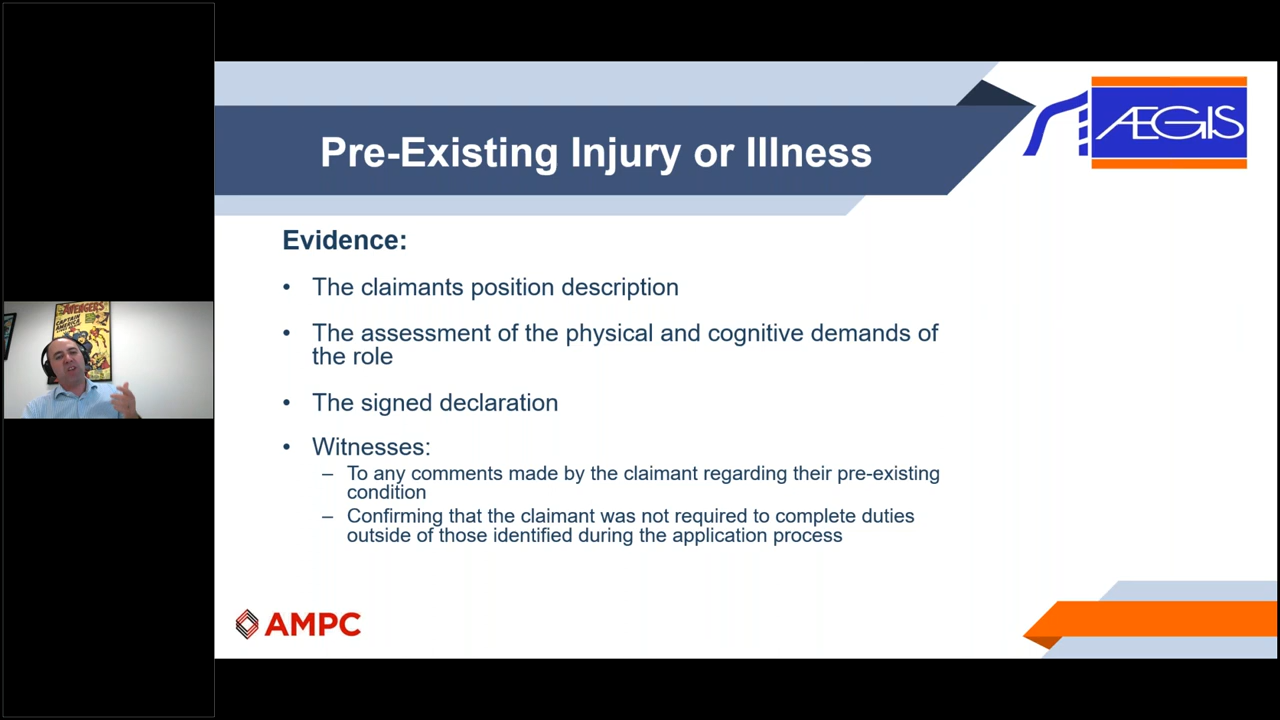 Pre-Existing Injury or Illness
ÆGIS
Evidence:
• The claimants position description
• The assessment of the physical and cognitive demands of
the role
• The signed declaration
• Witnesses:
– To any comments made by the claimant regarding their pre-existing
condition
– Confirming that the claimant was not required to complete duties
outside of those identified during the application process
AVENGERS
CAPTAIN
AMERICA
AMPC